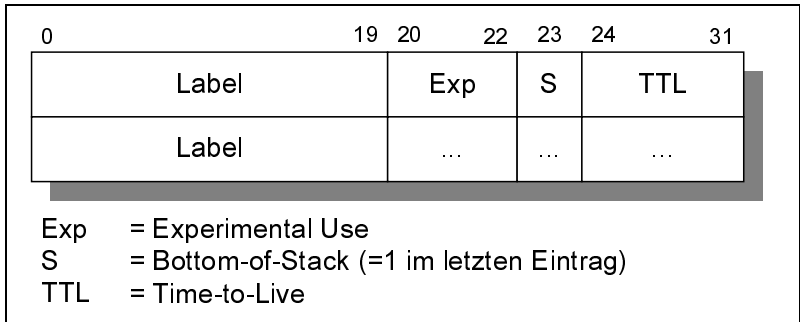 0 19 20 22 23 24 31
Label Exp S TTL
Label ... ... ...
Exp = Experimental Use
S = Bottom-of-Stack (=1 im letzten Eintrag)
TTL = Time-to-Live